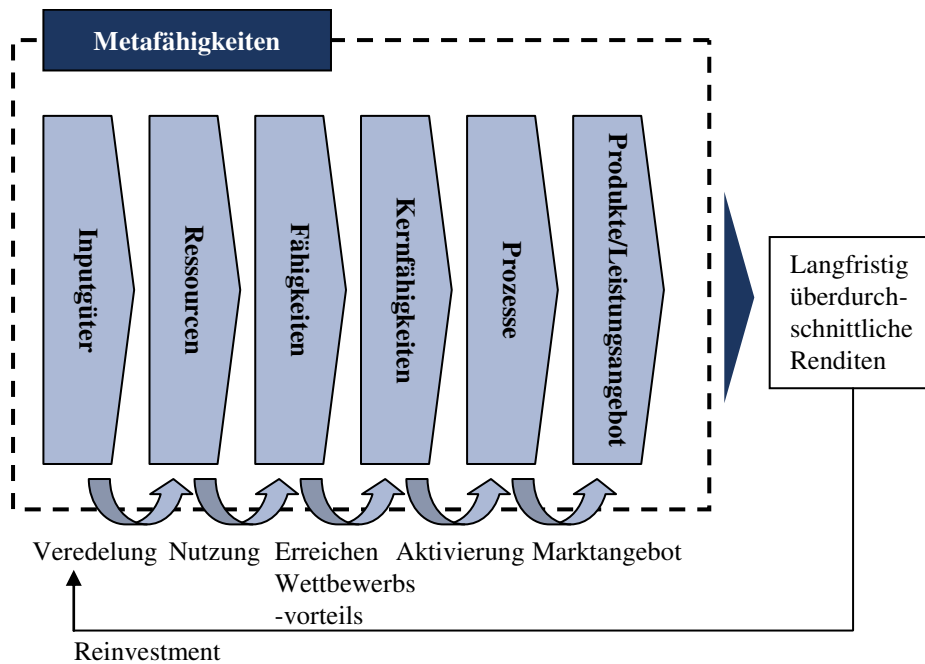 Metafähigkeiten
Inputgüter
Ressourcen
Fähigkeiten
Kernfähigkeiten
Prozesse
Produkte/Leistungsangebot
Langfristig
überdurch-
schnittliche
Renditen
Veredelung
Nutzung
Erreichen
Wettbewerbs
-vorteils
Aktivierung
Marktangebot
Reinvestment